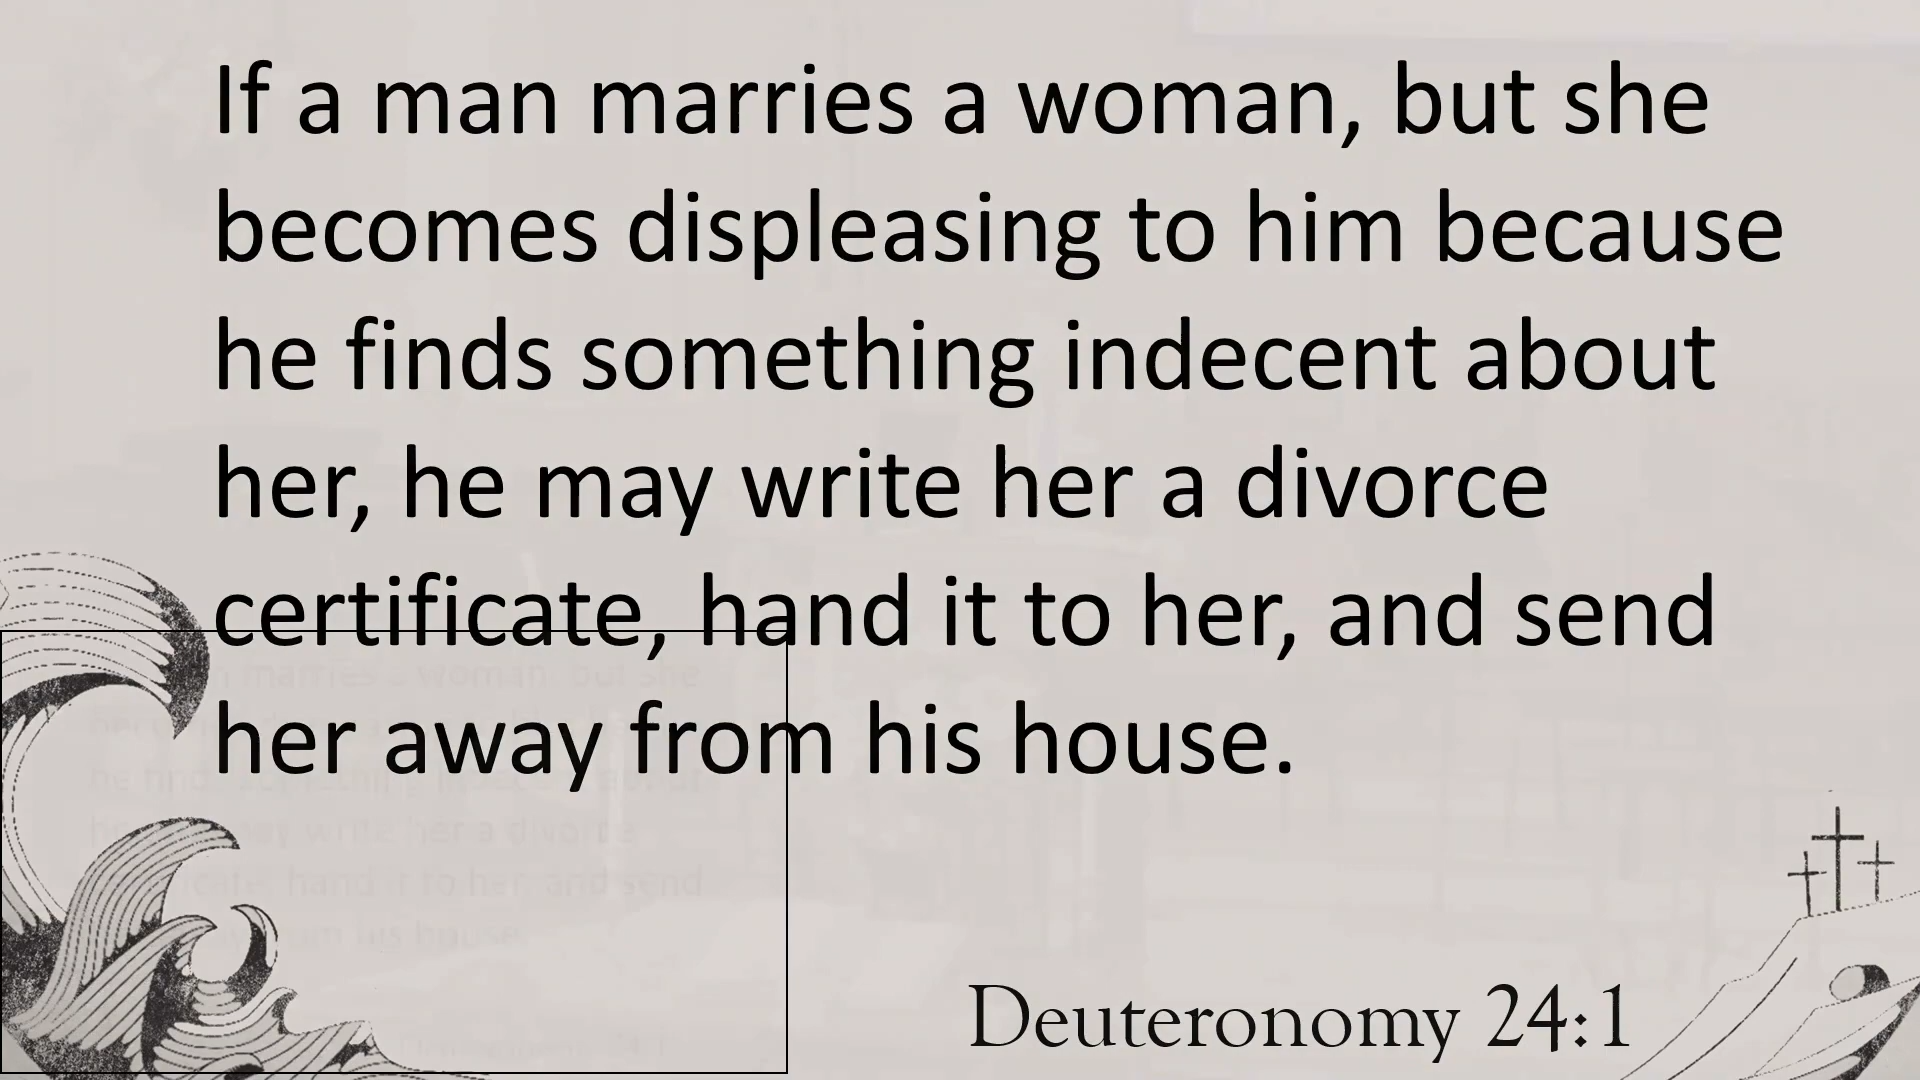 If a man marries a woman, but she
becomes displeasing to him because
he finds something indecent about
her, he may write her a divorce
certificate, hand it to her, and send
her away from his house.
Deuteronomy 24:1